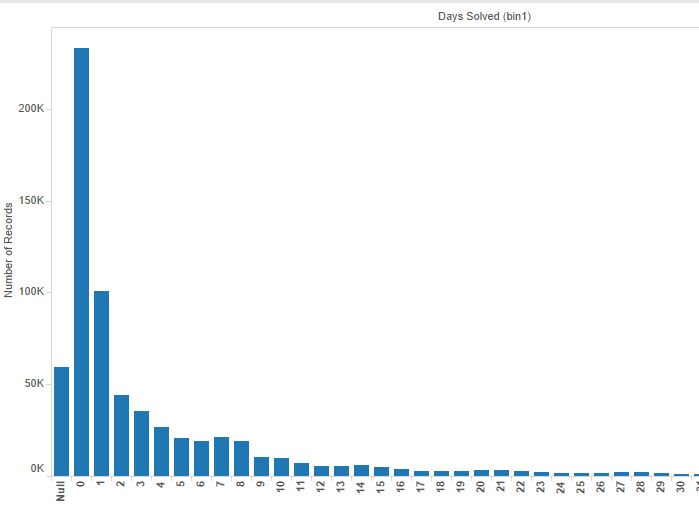 Days Solved (bin1)
200K
150K
100K
50K
0K
Number of Records
Null 0 1 2 3 4 5 6 7 8 9 10 11 12 13 14 15 16 17 18 19 20 21 22 23 24 25 26 27 28 29 30